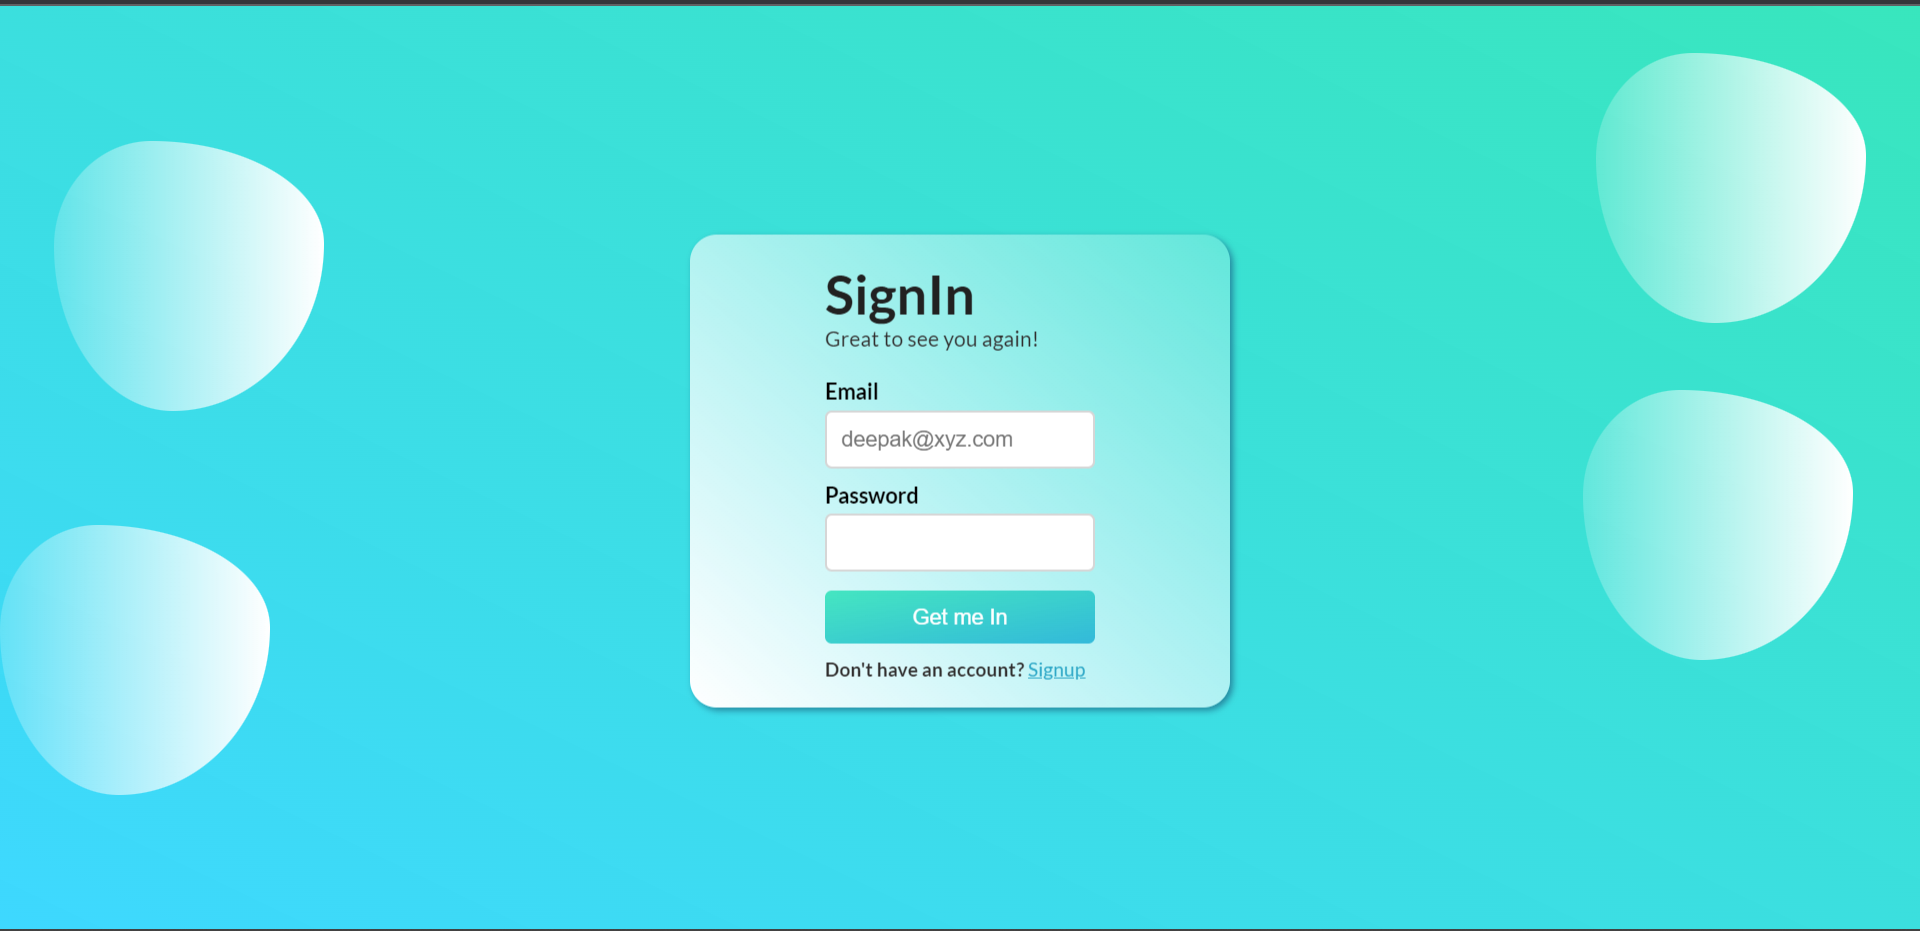 SignIn
Great to see you again!
Email
deepak@xyz.com
Password
Get me In
Don't have an account? Signup